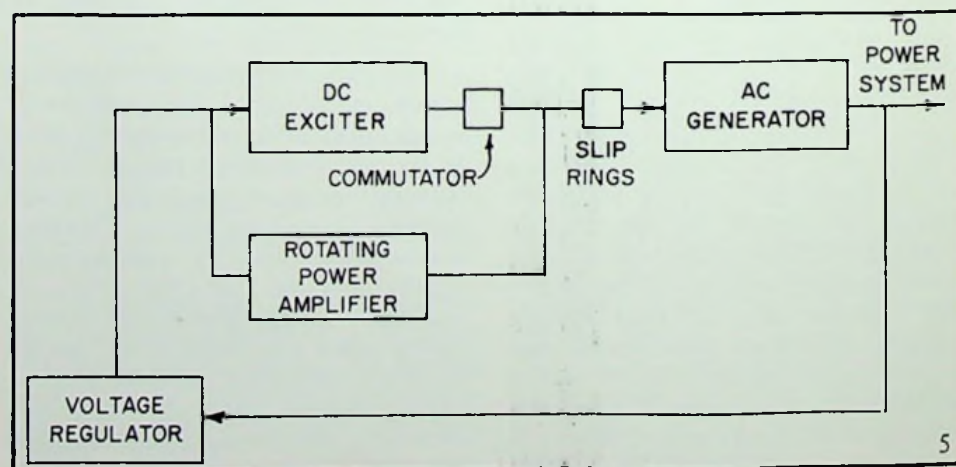 TO
POWER
SYSTEM
DC
EXCITER
COMMUTATOR
SLIP
RINGS
AC
GENERATOR
ROTATING
POWER
AMPLIFIER
VOLTAGE
REGULATOR
5